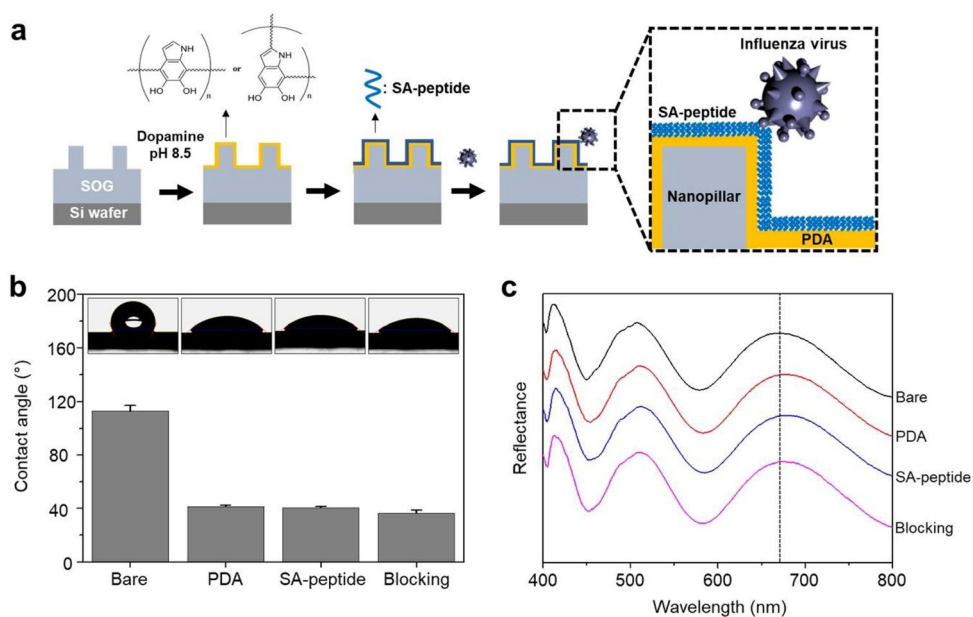 a
NH
HO
OH
n
or
NH
HO
OH
n
: SA-peptide
Dopamine
pH 8.5
SOG
Si wafer
Influenza virus
SA-peptide
Nanopillar
PDA
b
200
160
120
80
40
0
Contact angle (°)
Bare
PDA
SA-peptide
Blocking
c
Reflectance
Bare
PDA
SA-peptide
Blocking
400
500
600
700
800
Wavelength (nm)